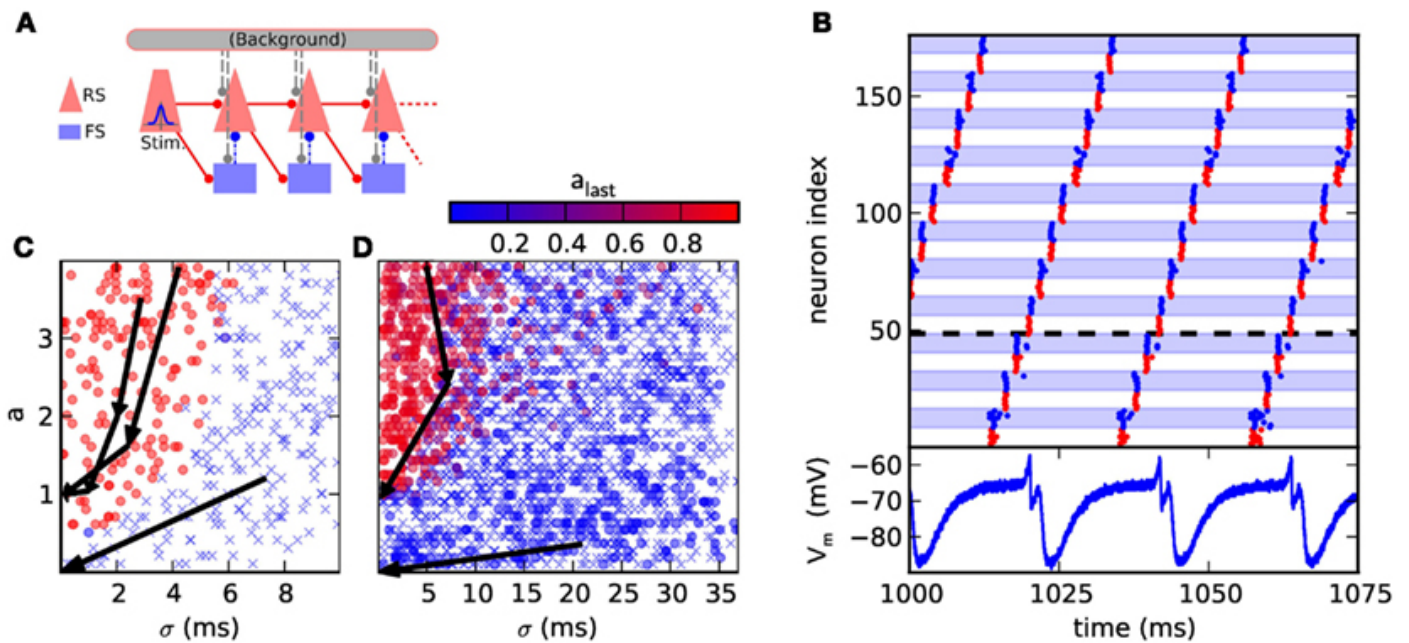 A
(Background)
RS
FS
Stim.
a_last
0.2 0.4 0.6 0.8
B
neuron index
150
100
50
−60
−70
−80
V_m (mV)
1000 1025 1050 1075
time (ms)
C
a
3
2
1
2 4 6 8
σ (ms)
D
5 10 15 20 25 30 35
σ (ms)